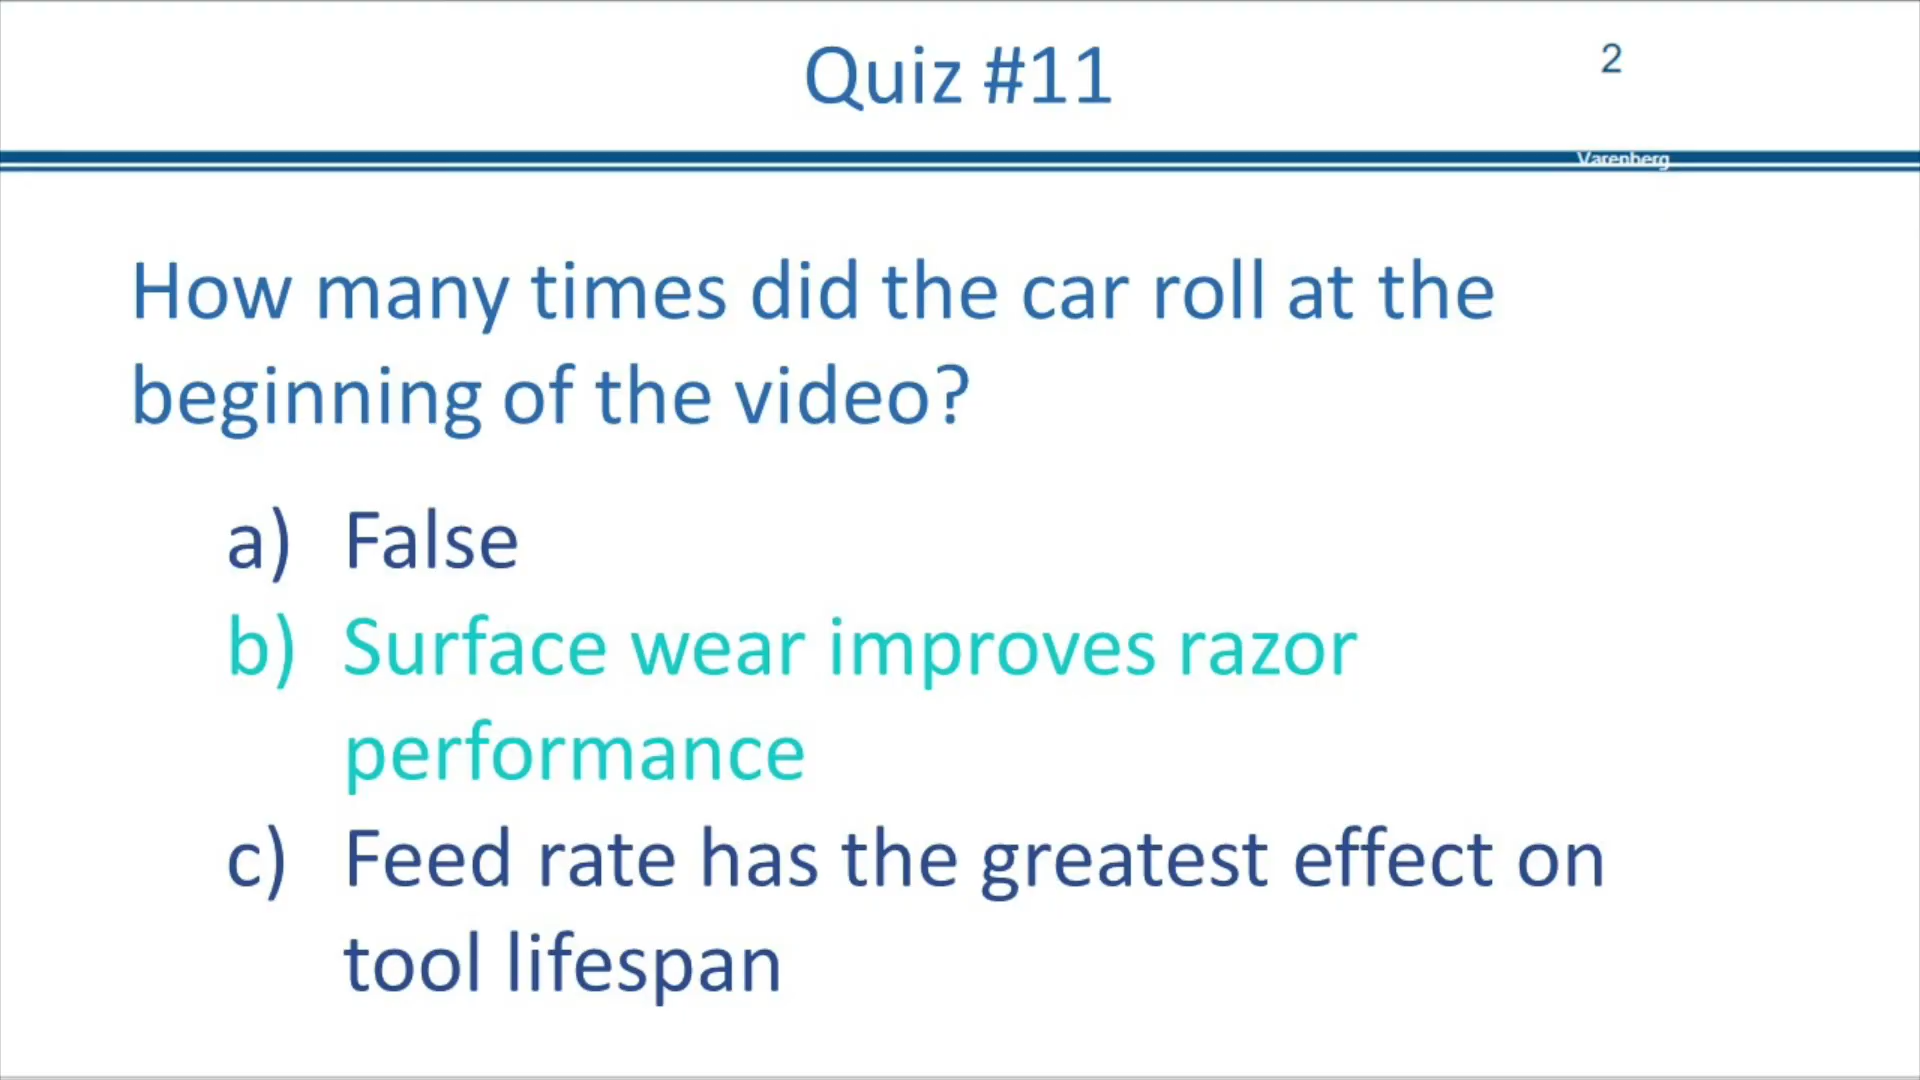 Quiz #11
2
Varenberg
How many times did the car roll at the
beginning of the video?
a) False
b) Surface wear improves razor
performance
c) Feed rate has the greatest effect on
tool lifespan